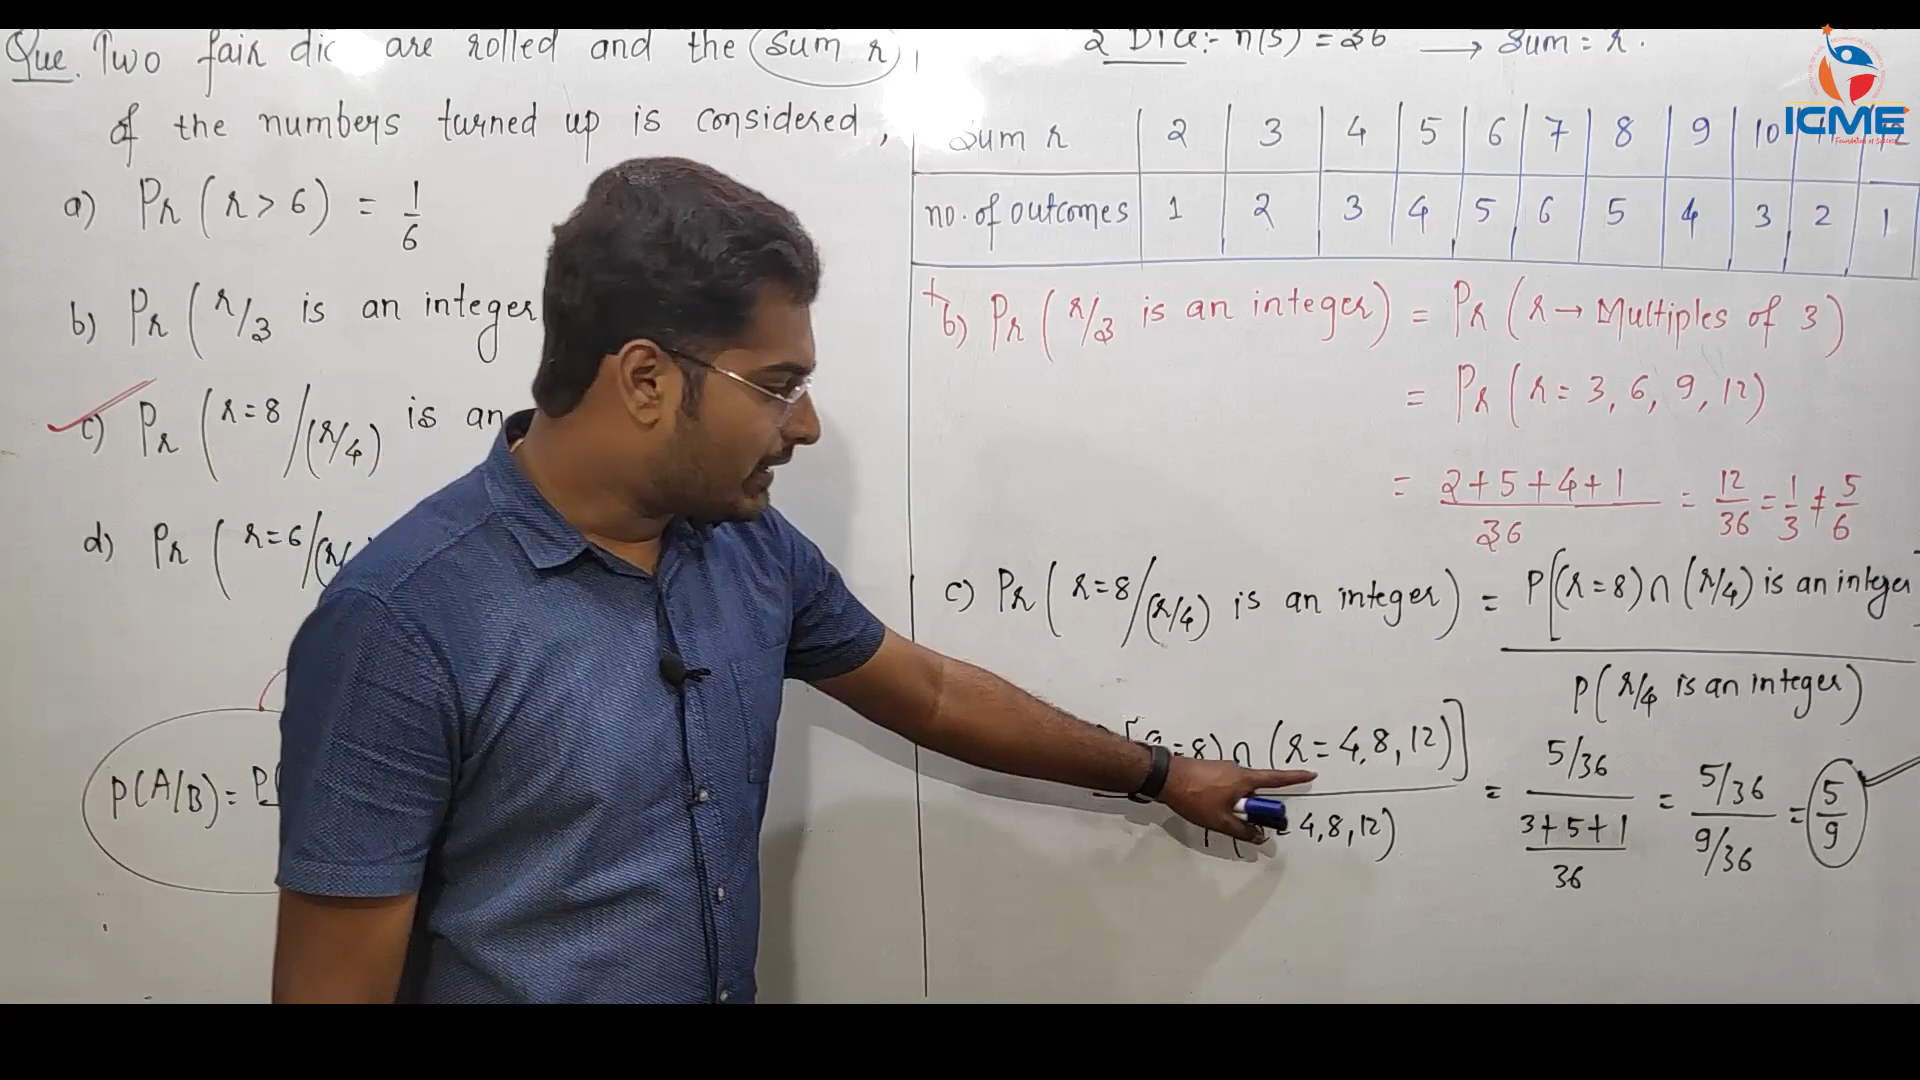 Que. Two fair dic are rolled and the sum r,
of the numbers turned up is considered,
a) Pr (r > 6) = 1/6
b) Pr ( r/3 is an integer
c) Pr ( r=8/(r/4) is an
d) Pr ( r=6/(r/
P(A/B) =
2 Dice:- n(S) = 36 → Sum = r.
Sum r 2 3 4 5 6 7 8 9 10
no. of outcomes 1 2 3 4 5 6 5 4 3 2 1
b) Pr ( r/3 is an integer) = Pr ( r → Multiples of 3 )
= Pr ( r = 3, 6, 9, 12)
= 2+5+4+1/36 = 12/36 = 1/3 ≠ 5/6
c) Pr ( r=8/(r/4) is an integer) = P[(r=8)∩(r/4) is an integer
P( r/4 is an integer)
=8)∩(r=4,8,12)] = 5/36 = 5/36 = 5/9
4,8,12) 3+5+1/36 9/36
ICME
Foundation of Success